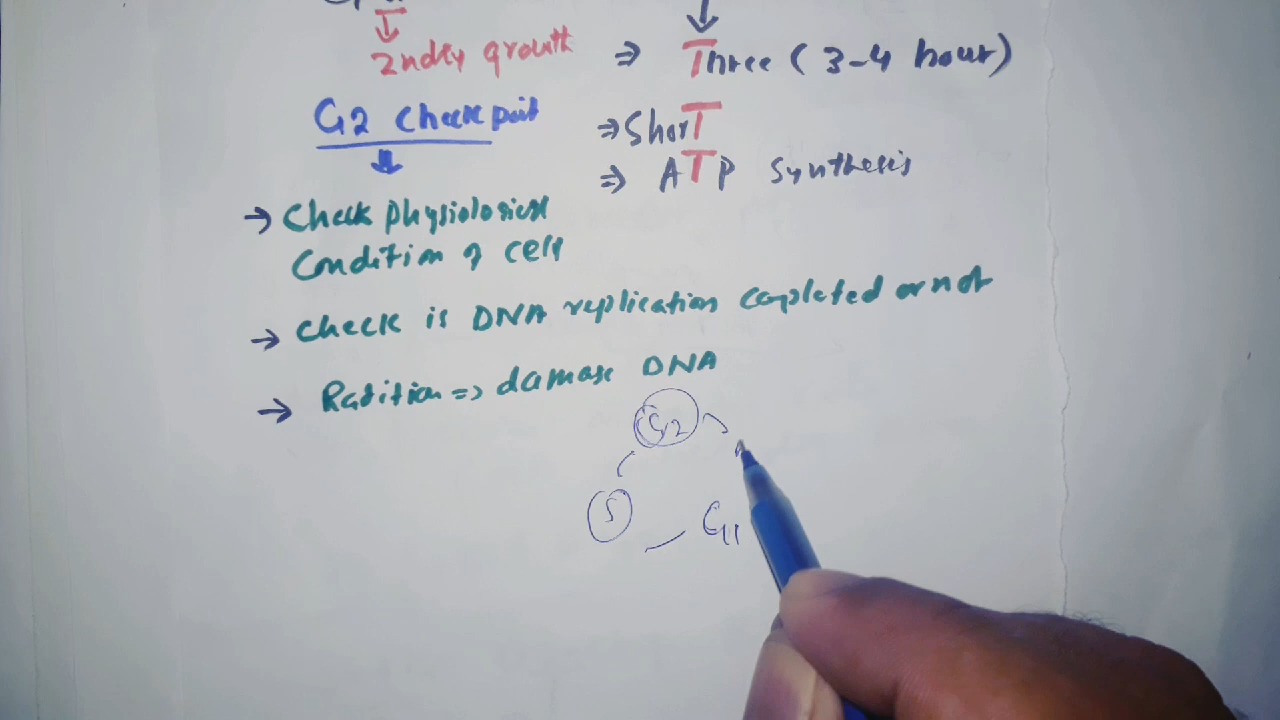 2ndry growth ⇒ Three (3-4 hour)
G2 Checkpoint ⇒ ShorT
⇒ ATP Synthesis
→ Check physiological
Condition of cell
→ Check is DNA replication completed or not
→ Radition => damage DNA
G2
S
G1